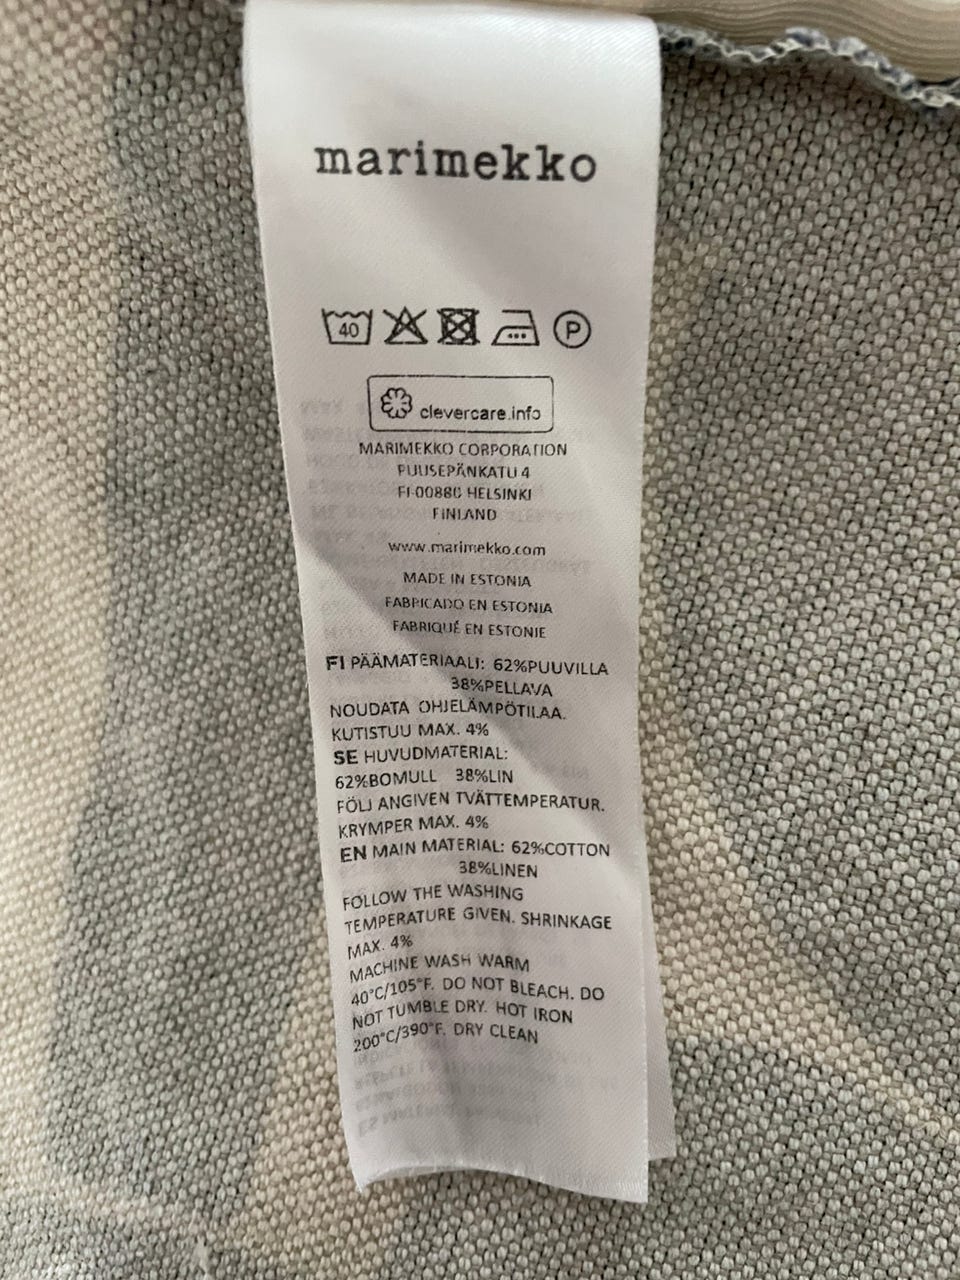 marimekko
40
P
clevercare.info
MARIMEKKO CORPORATION
PUUSEPÄNKATU 4
FI-00880 HELSINKI
FINLAND
www.marimekko.com
MADE IN ESTONIA
FABRICADO EN ESTONIA
FABRIQUÉ EN ESTONIE
FI PÄÄMATERIAALI: 62%PUUVILLA
38%PELLAVA
NOUDATA OHJELÄMPÖTILAA.
KUTISTUU MAX. 4%
SE HUVUDMATERIAL:
62%BOMULL 38%LIN
FÖLJ ANGIVEN TVÄTTEMPERATUR.
KRYMPER MAX. 4%
EN MAIN MATERIAL: 62%COTTON
38%LINEN
FOLLOW THE WASHING
TEMPERATURE GIVEN. SHRINKAGE
MAX. 4%
MACHINE WASH WARM
40°C/105°F. DO NOT BLEACH. DO
NOT TUMBLE DRY. HOT IRON
200°C/390°F. DRY CLEAN